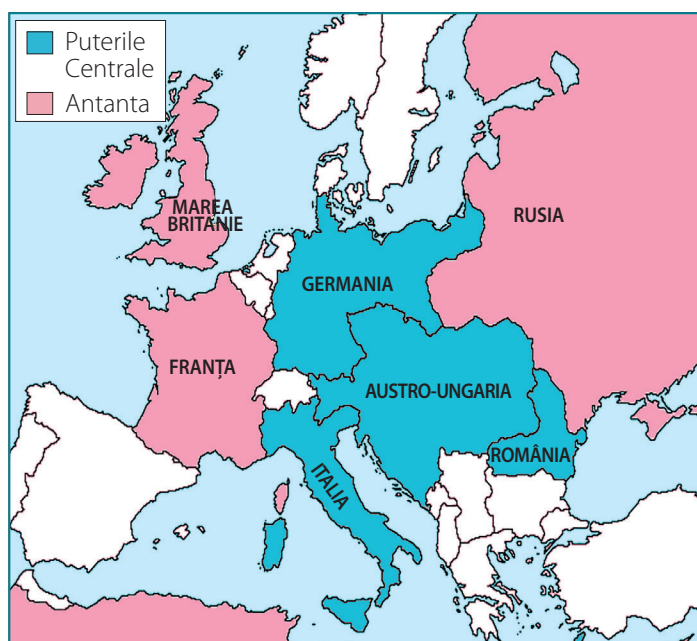 Puterile
Centrale
Antanta
MAREA
BRITANIE
RUSIA
GERMANIA
FRANȚA
AUSTRO-UNGARIA
ROMÂNIA
ITALIA